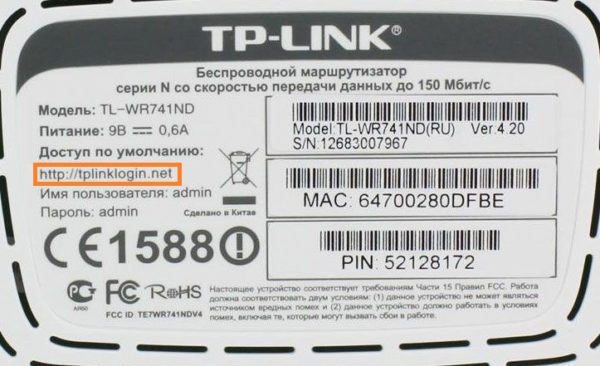 TP-LINK®
Беспроводной маршрутизатор
серии N со скоростью передачи данных до 150 Мбит/с
Модель: TL-WR741ND
Питание: 9В ⎓ 0,6А
Доступ по умолчанию:
http://tplinklogin.net
Имя пользователя: admin
Пароль: admin
Сделано в Китае
Model:TL-WR741ND(RU) Ver.4.20
S/N:12683007967
MAC: 64700280DFBE
PIN: 52128172
CE1588
FC RoHS
FCC ID: TE7WR741NDV4
Настоящее устройство соответствует требованиям Части 15 Правил FCC. Работа
должна соответствовать двум условиям: (1) данное устройство не может являться
источником вредных помех, и (2) устройство должно работать в условиях
помех, включая те, которые могут вызвать сбои в работе.